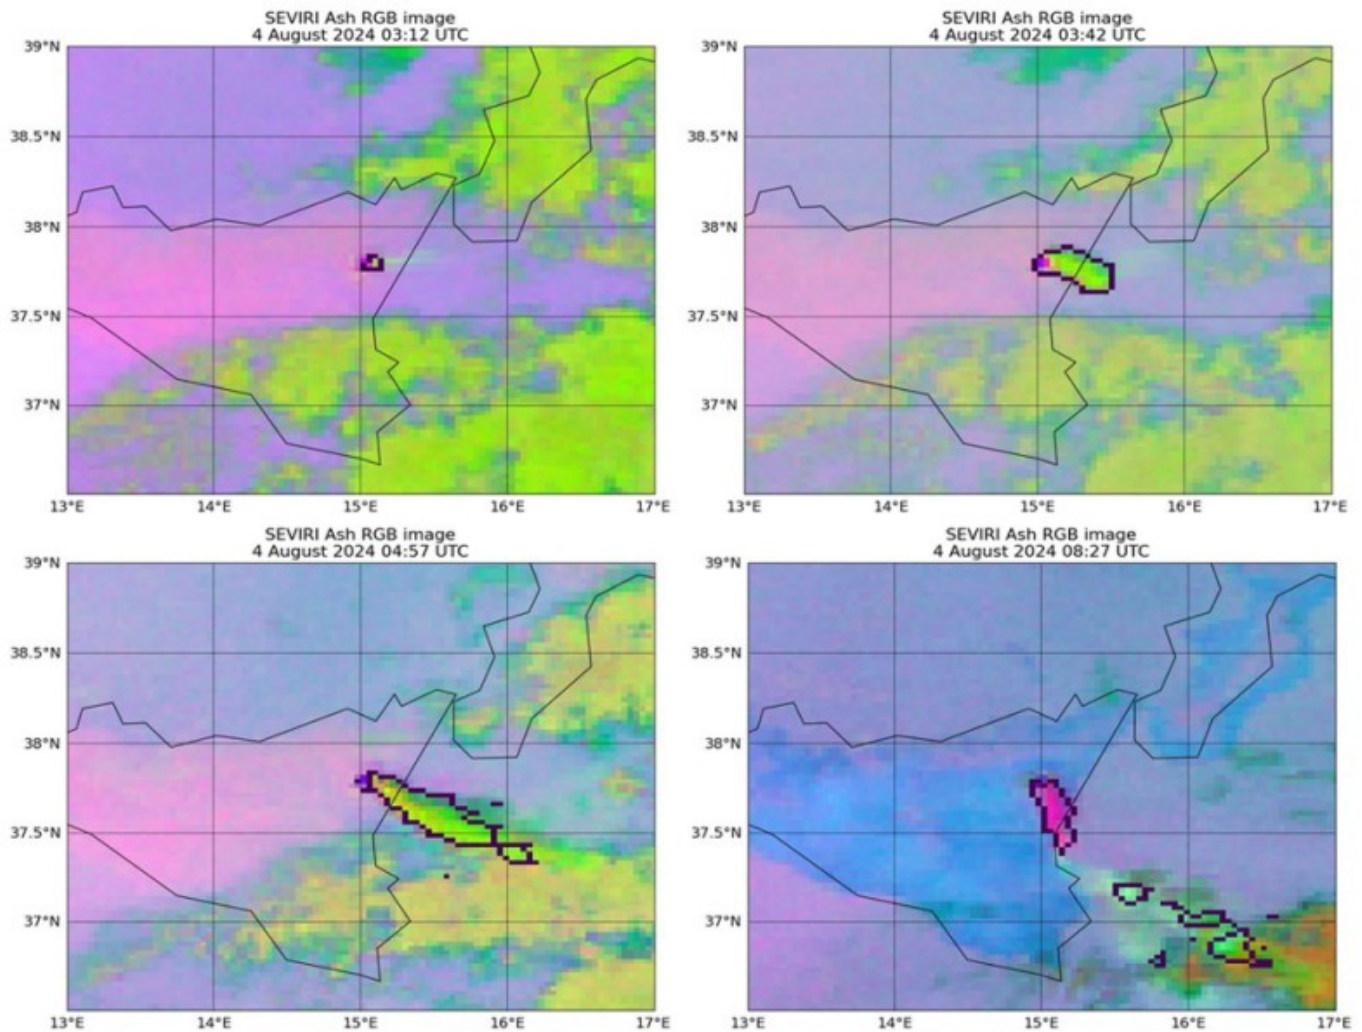 SEVIRI Ash RGB image
4 August 2024 03:12 UTC
39°N
38.5°N
38°N
37.5°N
37°N
13°E 14°E 15°E 16°E 17°E
SEVIRI Ash RGB image
4 August 2024 03:42 UTC
39°N
38.5°N
38°N
37.5°N
37°N
13°E 14°E 15°E 16°E 17°E
SEVIRI Ash RGB image
4 August 2024 04:57 UTC
39°N
38.5°N
38°N
37.5°N
37°N
13°E 14°E 15°E 16°E 17°E
SEVIRI Ash RGB image
4 August 2024 08:27 UTC
39°N
38.5°N
38°N
37.5°N
37°N
13°E 14°E 15°E 16°E 17°E